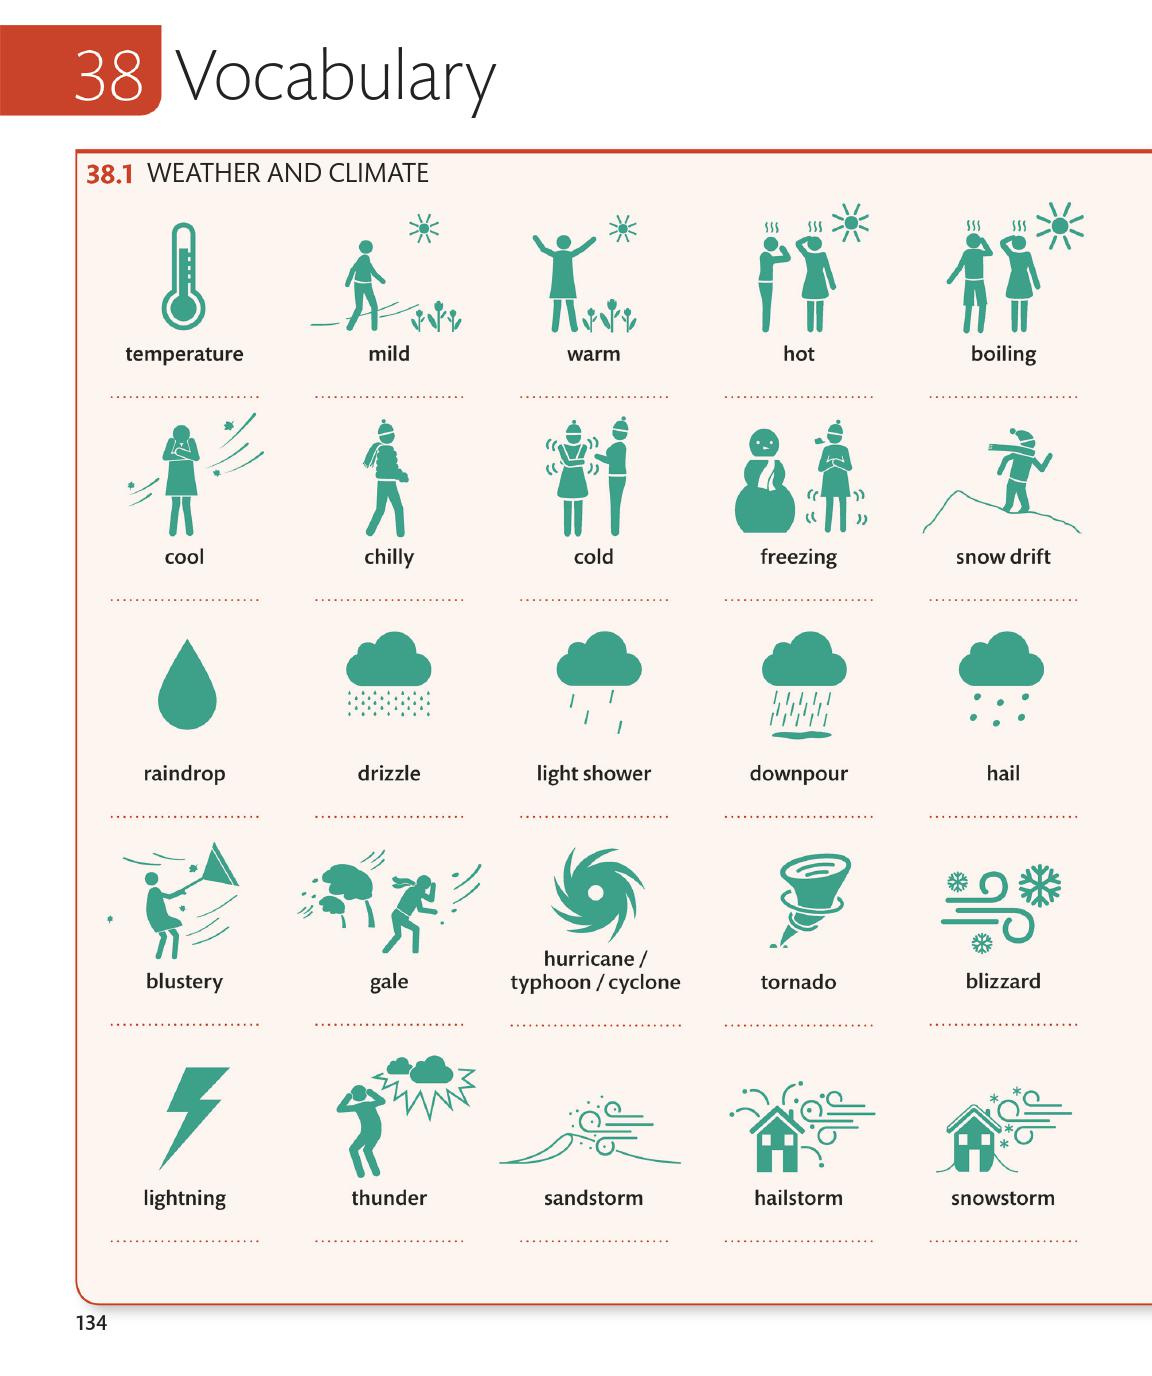 38 Vocabulary
38.1 WEATHER AND CLIMATE
temperature
mild
warm
hot
boiling
cool
chilly
cold
freezing
snow drift
raindrop
drizzle
light shower
downpour
hail
blustery
gale
hurricane /
typhoon / cyclone
tornado
blizzard
lightning
thunder
sandstorm
hailstorm
snowstorm
134